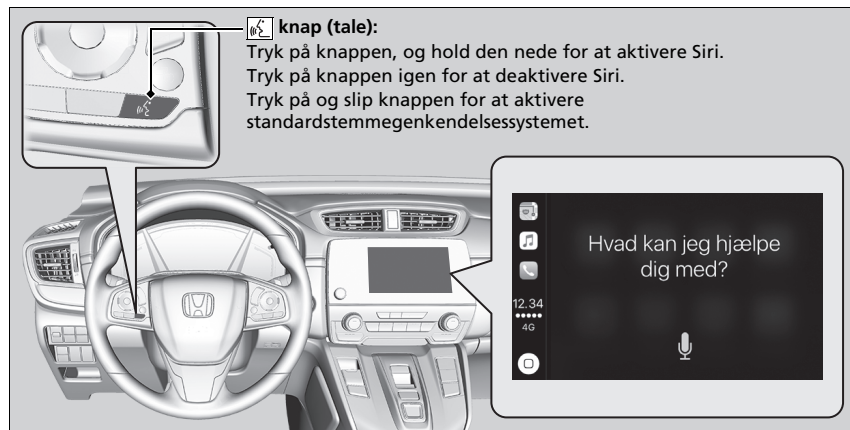 knap (tale):
Tryk på knappen, og hold den nede for at aktivere Siri.
Tryk på knappen igen for at deaktivere Siri.
Tryk på og slip knappen for at aktivere
standardstemmegenkendelsessystemet.
Hvad kan jeg hjælpe
dig med?
12.34
4G